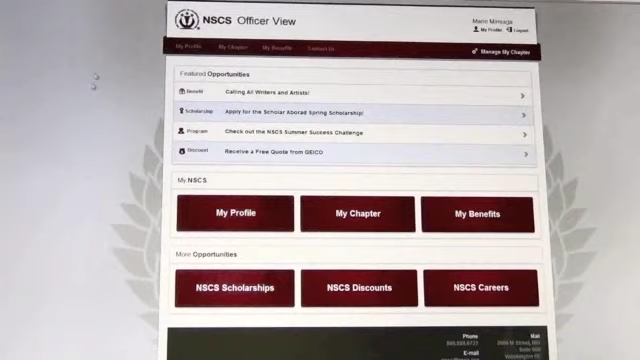 NSCS Officer View
My Profile Logout
My Profile My Chapter My Benefits Contact Us Manage My Chapter
Featured Opportunities
Benefit Calling All Writers and Artists!
Scholarship Apply for the Scholar Aborad Spring Scholarship!
Program Check out the NSCS Summer Success Challenge
Discount Receive a Free Quote from GEICO
My NSCS
My Profile My Chapter My Benefits
More Opportunities
NSCS Scholarships NSCS Discounts NSCS Careers
Phone Mail
E-mail